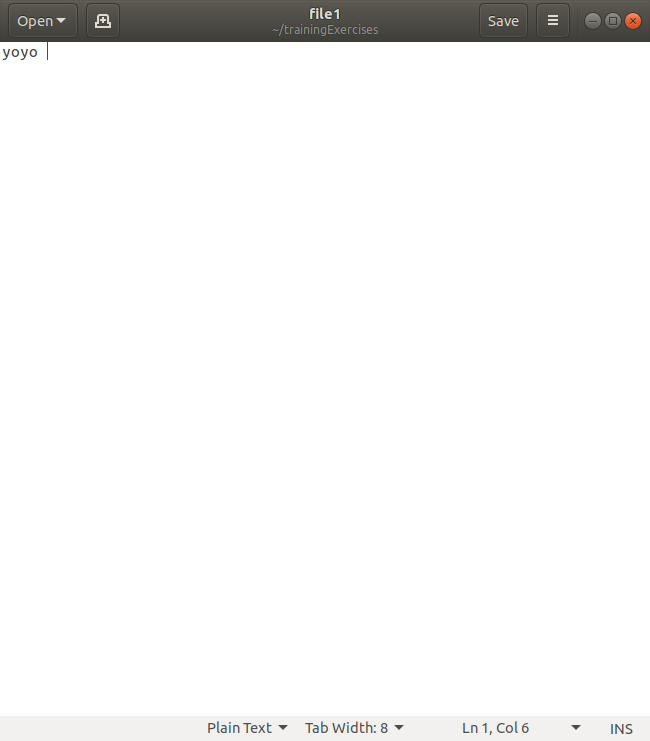 Open
file1
~/trainingExercises
Save
yoyo
Plain Text
Tab Width: 8
Ln 1, Col 6
INS